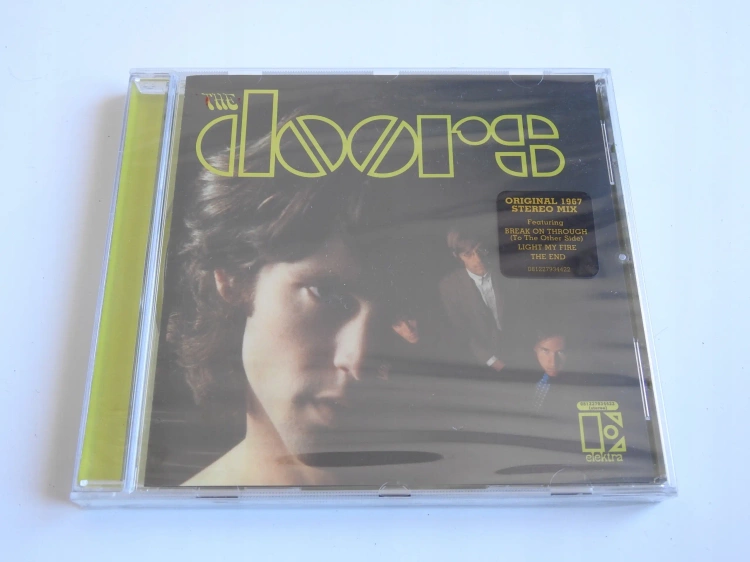 THE
doors
ORIGINAL 1967
STEREO MIX
Featuring
BREAK ON THROUGH
(To The Other Side)
LIGHT MY FIRE
THE END
elektra